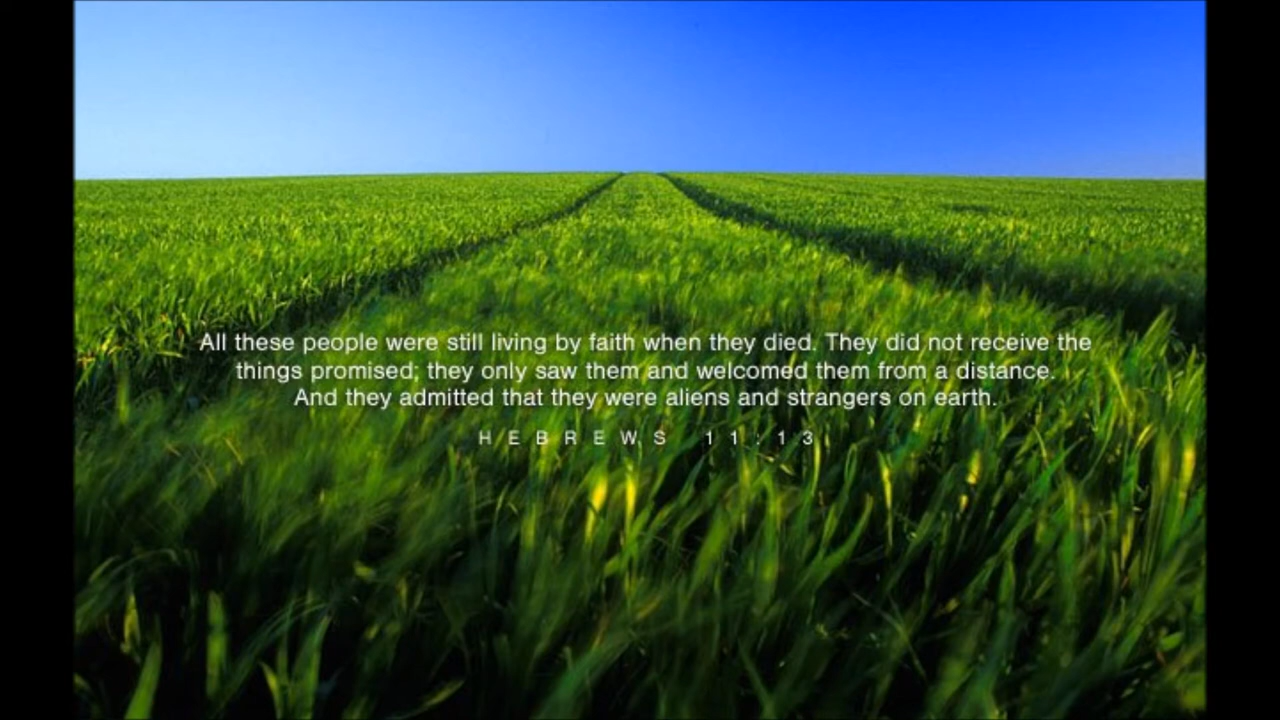 All these people were still living by faith when they died. They did not receive the
things promised; they only saw them and welcomed them from a distance.
And they admitted that they were aliens and strangers on earth.
HEBREWS 11:13